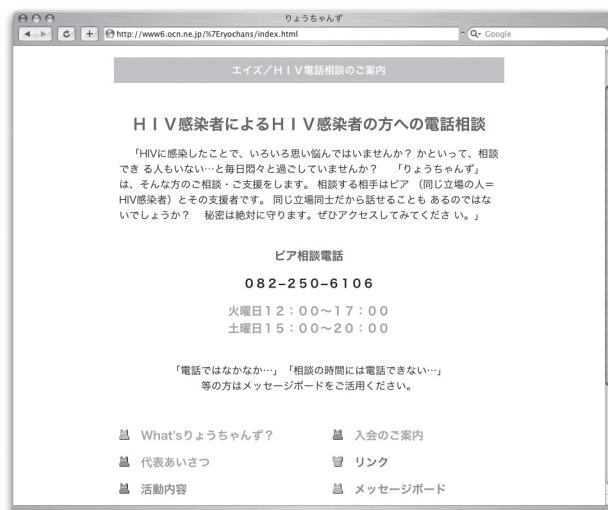 りょうちゃんず
http://www6.ocn.ne.jp/%7Eryochans/index.html
Google
エイズ／ＨＩＶ電話相談のご案内
ＨＩＶ感染者によるＨＩＶ感染者の方への電話相談
「HIVに感染したことで、いろいろ思い悩んではいませんか？ かといって、相談
でき る人もいない…と毎日悶々と過ごしていませんか？　「りょうちゃんず」
は、そんな方のご相談・ご支援をします。 相談する相手はピア （同じ立場の人＝
HIV感染者）とその支援者です。 同じ立場同士だから話せることも あるのではな
いでしょうか？　秘密は絶対に守ります。ぜひアクセスしてみてくださ い。」
ピア相談電話
０８２−２５０−６１０６
火曜日１２：００〜１７：００
土曜日１５：００〜２０：００
「電話ではなかなか…」「相談の時間には電話できない…」
等の方はメッセージボードをご活用ください。
What'sりょうちゃんず？
入会のご案内
代表あいさつ
リンク
活動内容
メッセージボード